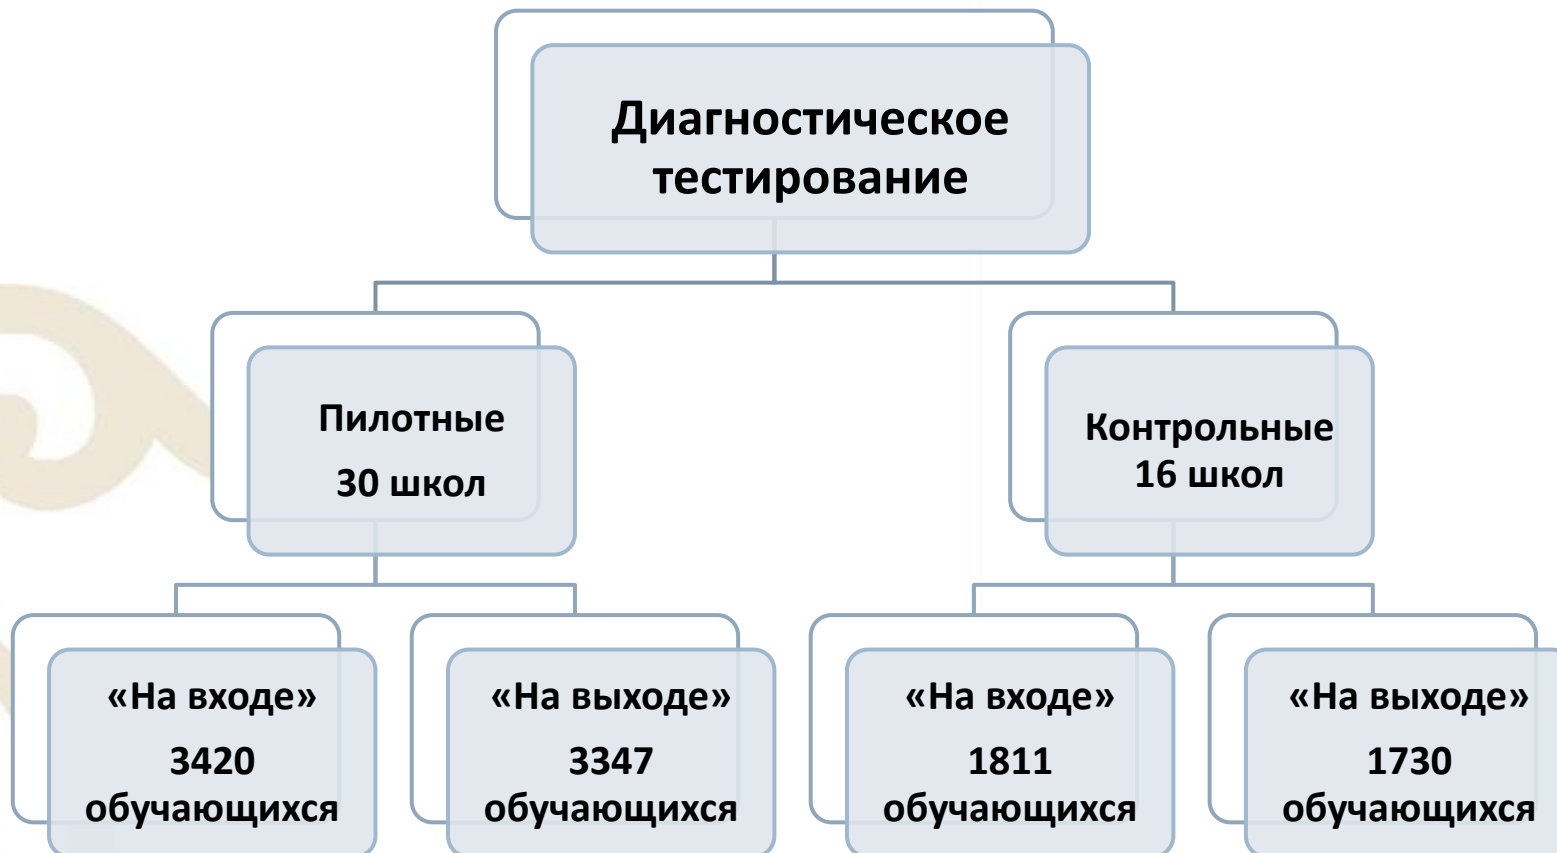 Диагностическое
тестирование
Пилотные
30 школ
Контрольные
16 школ
«На входе»
3420
обучающихся
«На выходе»
3347
обучающихся
«На входе»
1811
обучающихся
«На выходе»
1730
обучающихся